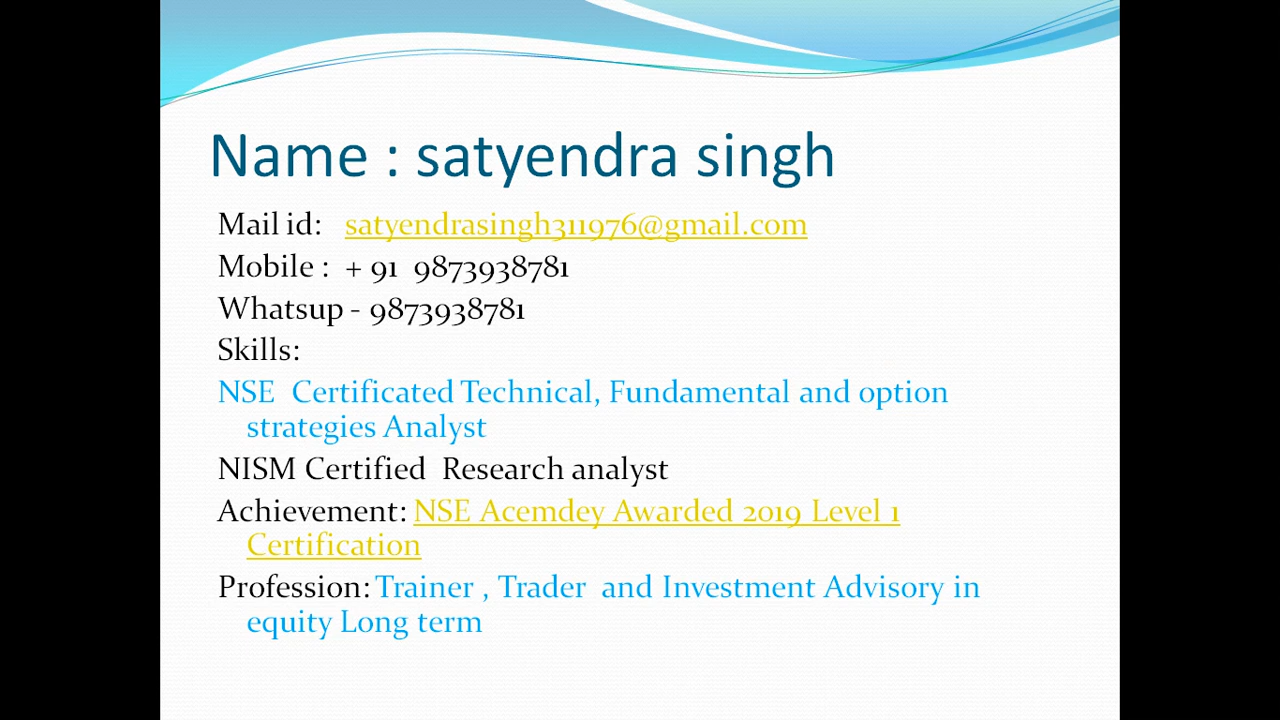 Name : satyendra singh
Mail id: satyendrasingh311976@gmail.com
Mobile : + 91 9873938781
Whatsup - 9873938781
Skills:
NSE Certificated Technical, Fundamental and option
strategies Analyst
NISM Certified Research analyst
Achievement: NSE Acemdey Awarded 2019 Level 1
Certification
Profession: Trainer , Trader and Investment Advisory in
equity Long term